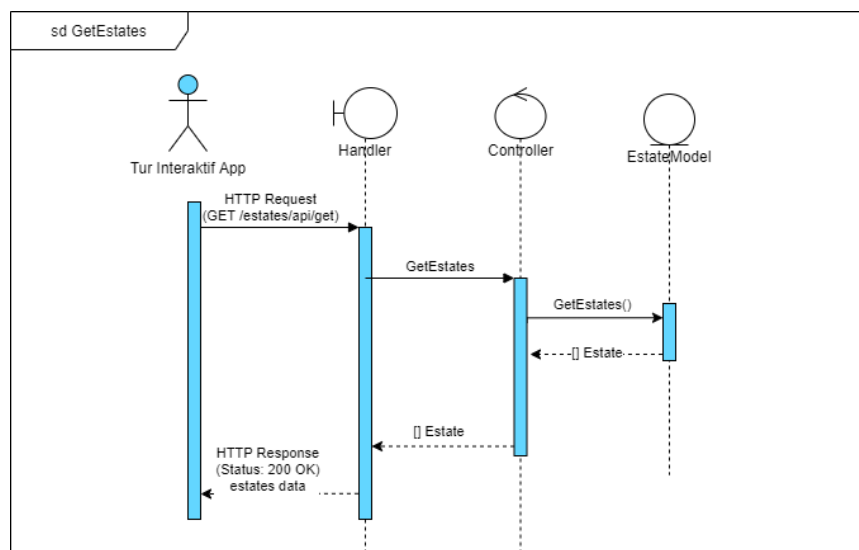 sd GetEstates
Tur Interaktif App
Handler
Controller
EstateModel
HTTP Request
(GET /estates/api/get)
GetEstates
GetEstates()
[] Estate
[] Estate
HTTP Response
(Status: 200 OK)
estates data